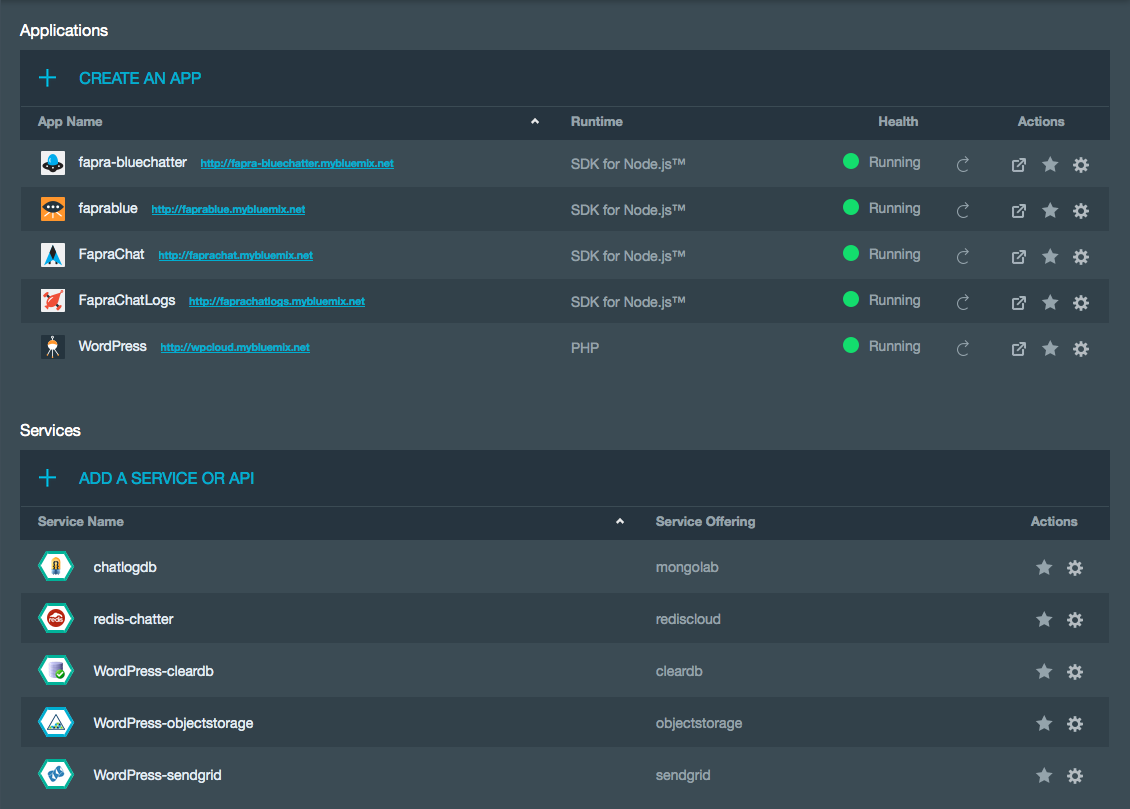 Applications
CREATE AN APP
App Name Runtime Health Actions
fapra-bluechatter http://fapra-bluechatter.mybluemix.net SDK for Node.js™ Running
faprablue http://faprablue.mybluemix.net SDK for Node.js™ Running
FapraChat http://faprachat.mybluemix.net SDK for Node.js™ Running
FapraChatLogs http://faprachatlogs.mybluemix.net SDK for Node.js™ Running
WordPress http://wpcloud.mybluemix.net PHP Running
Services
ADD A SERVICE OR API
Service Name Service Offering Actions
chatlogdb mongolab
redis redis-chatter rediscloud
WordPress-cleardb cleardb
WordPress-objectstorage objectstorage
WordPress-sendgrid sendgrid